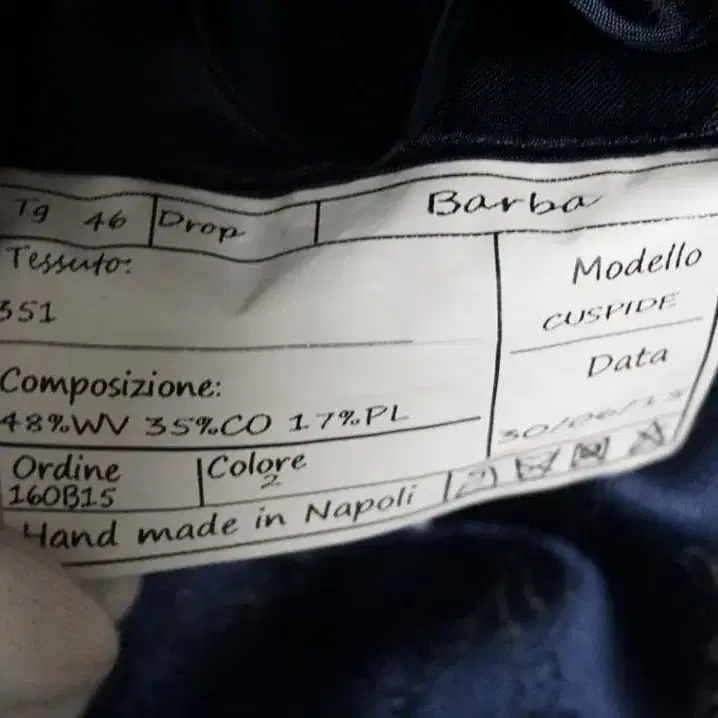 Tg 46 Drop Barba
Tessuto:
351
Modello
CUSPIDE
Data
Composizione:
48%WV 35%CO 17%PL
Ordine
160B15
Colore
2
Hand made in Napoli